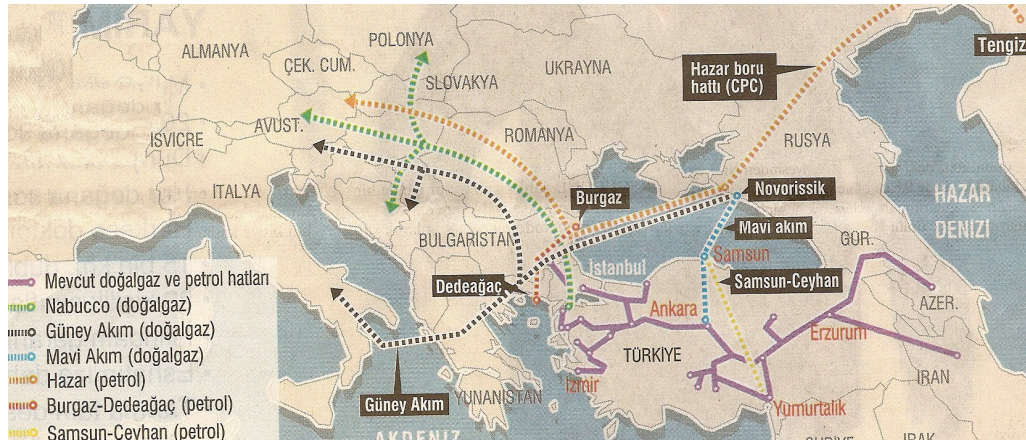 ALMANYA
POLONYA
ÇEK. CUM.
SLOVAKYA
UKRAYNA
Tengiz
Hazar boru
hattı (CPC)
AVUST.
İSVİCRE
ROMANYA
RUSYA
İTALYA
Burgaz
Novorissik
HAZAR
DENİZİ
BULGARİSTAN
Mavi akım
GÜR.
İstanbul
Samsun
Dedeağaç
Samsun-Ceyhan
Ankara
AZER.
Erzurum
TÜRKİYE
İRAN
İzmir
Güney Akım
YUNANİSTAN
Yumurtalık
AKDENİZ
SURİYE
IRAK
Mevcut doğalgaz ve petrol hatları
Nabucco (doğalgaz)
Güney Akım (doğalgaz)
Mavi Akım (doğalgaz)
Hazar (petrol)
Burgaz-Dedeağaç (petrol)
Samsun-Ceyhan (petrol)